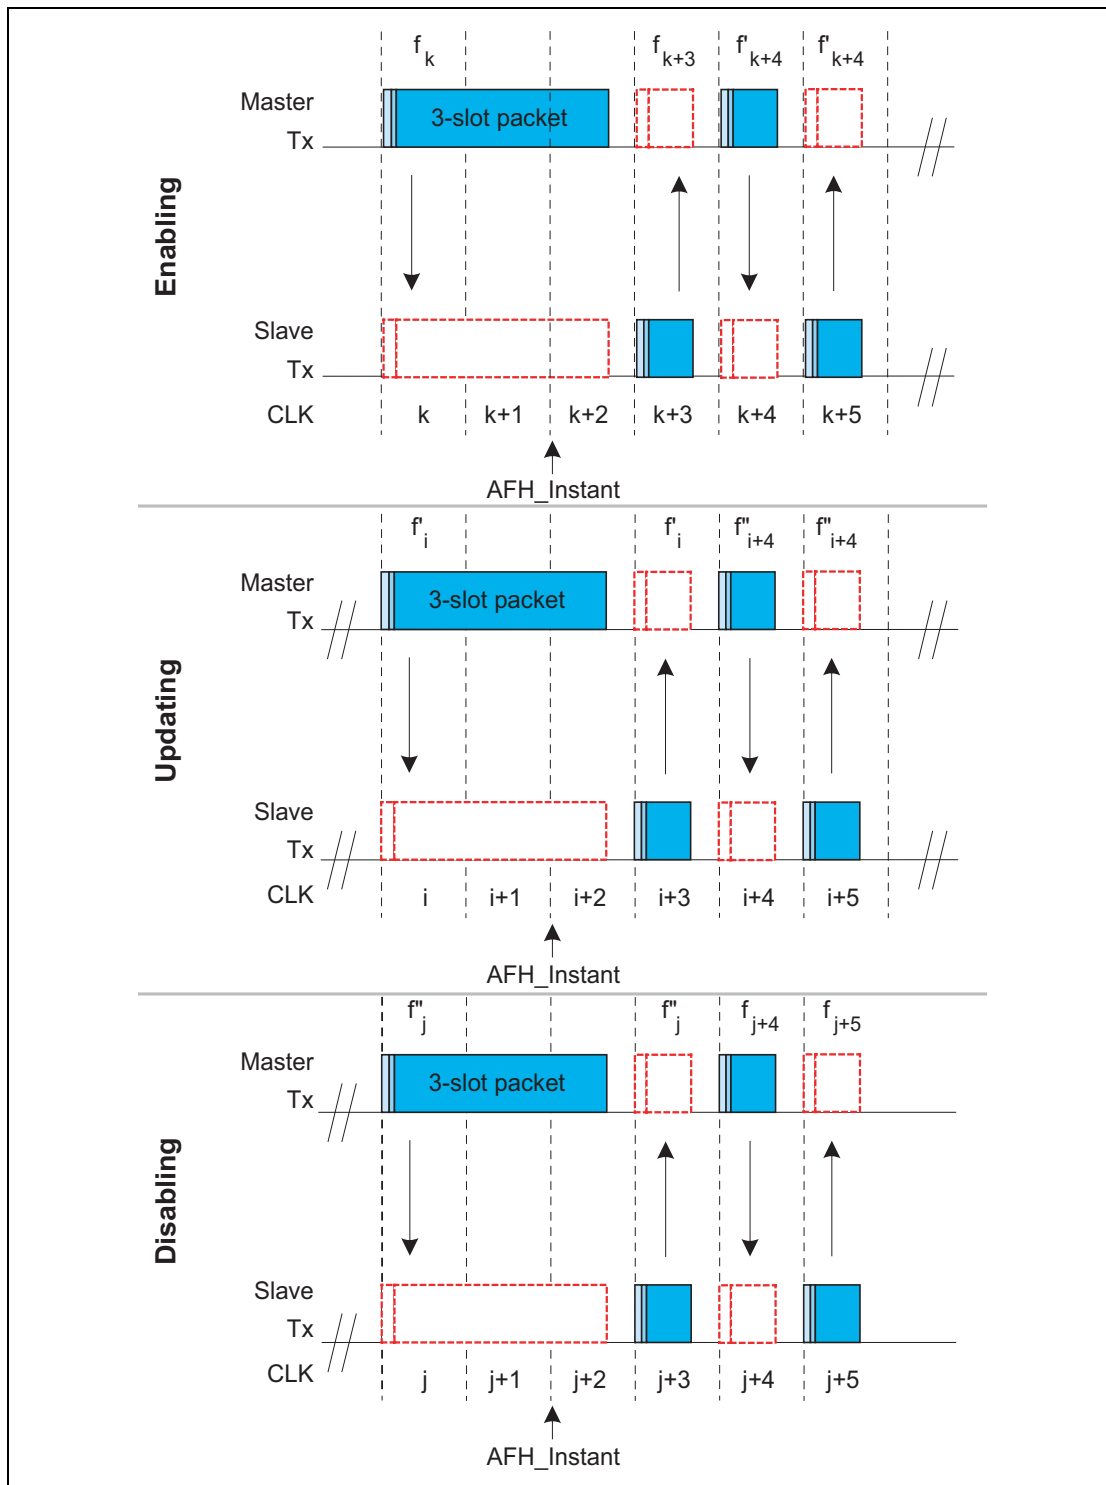 Enabling
f k f k+3 f' k+4 f' k+4
Master
Tx
3-slot packet
Slave
Tx
CLK k k+1 k+2 k+3 k+4 k+5
AFH_Instant
Updating
f' i f' i f" i+4 f" i+4
Master
Tx
3-slot packet
Slave
Tx
CLK i i+1 i+2 i+3 i+4 i+5
AFH_Instant
Disabling
f" j f" j f j+4 f j+5
Master
Tx
3-slot packet
Slave
Tx
CLK j j+1 j+2 j+3 j+4 j+5
AFH_Instant